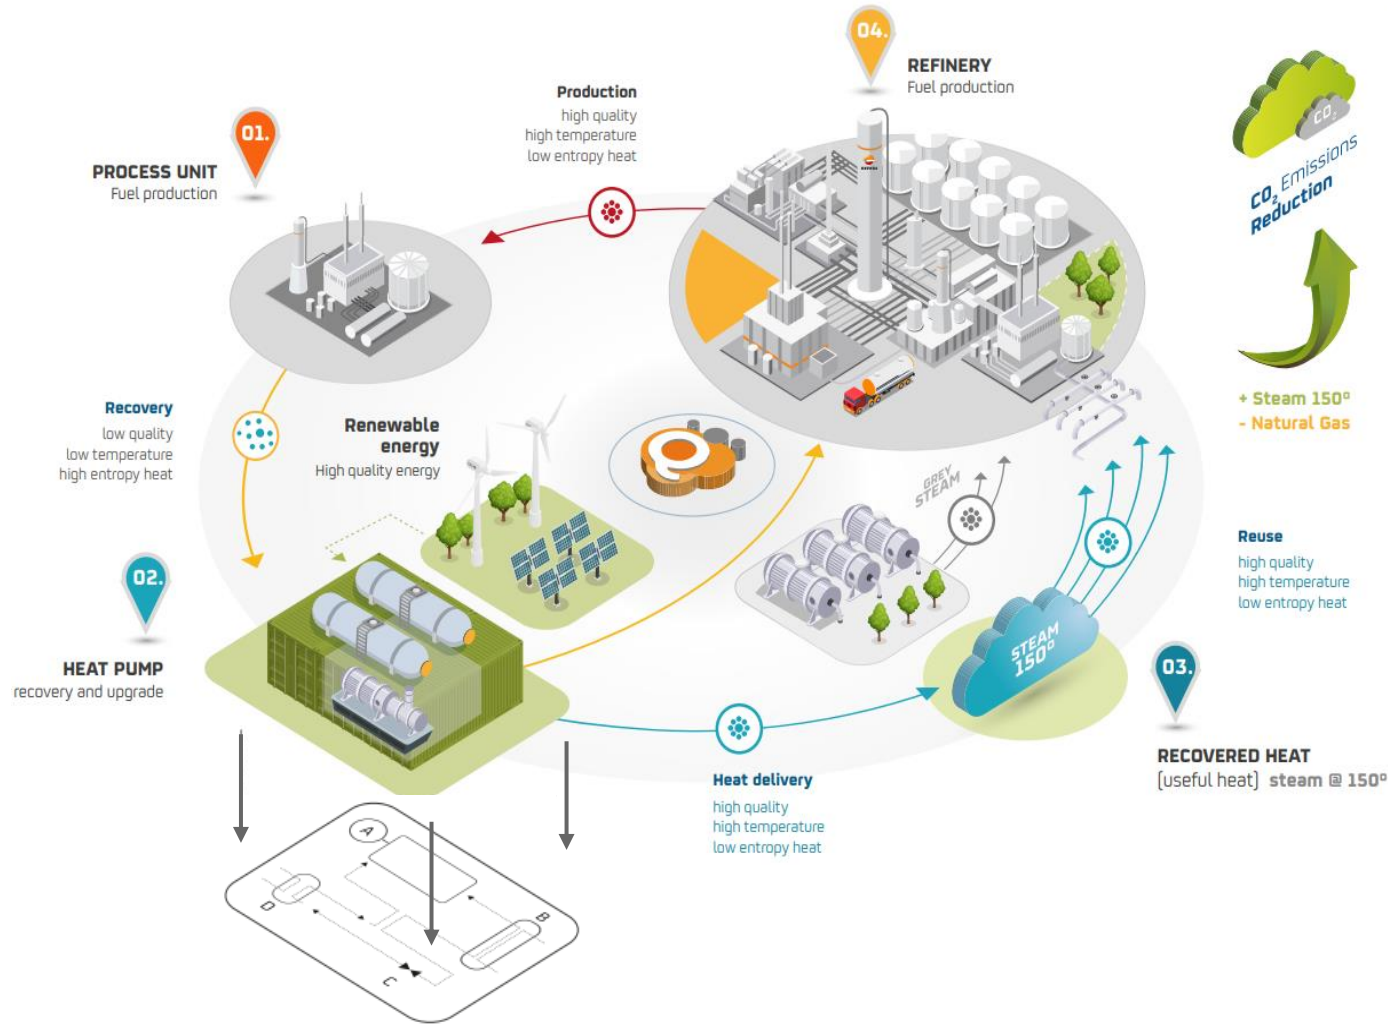 04.
REFINERY
Fuel production
Production
high quality
high temperature
low entropy heat
01.
PROCESS UNIT
Fuel production
CO2
CO2 Emissions
Reduction
+ Steam 150º
- Natural Gas
Recovery
low quality
low temperature
high entropy heat
Renewable
energy
High quality energy
GREY
STEAM
Reuse
high quality
high temperature
low entropy heat
02.
HEAT PUMP
recovery and upgrade
STEAM
150º
03.
RECOVERED HEAT
(useful heat) steam @ 150º
Heat delivery
high quality
high temperature
low entropy heat
A
B
C
D